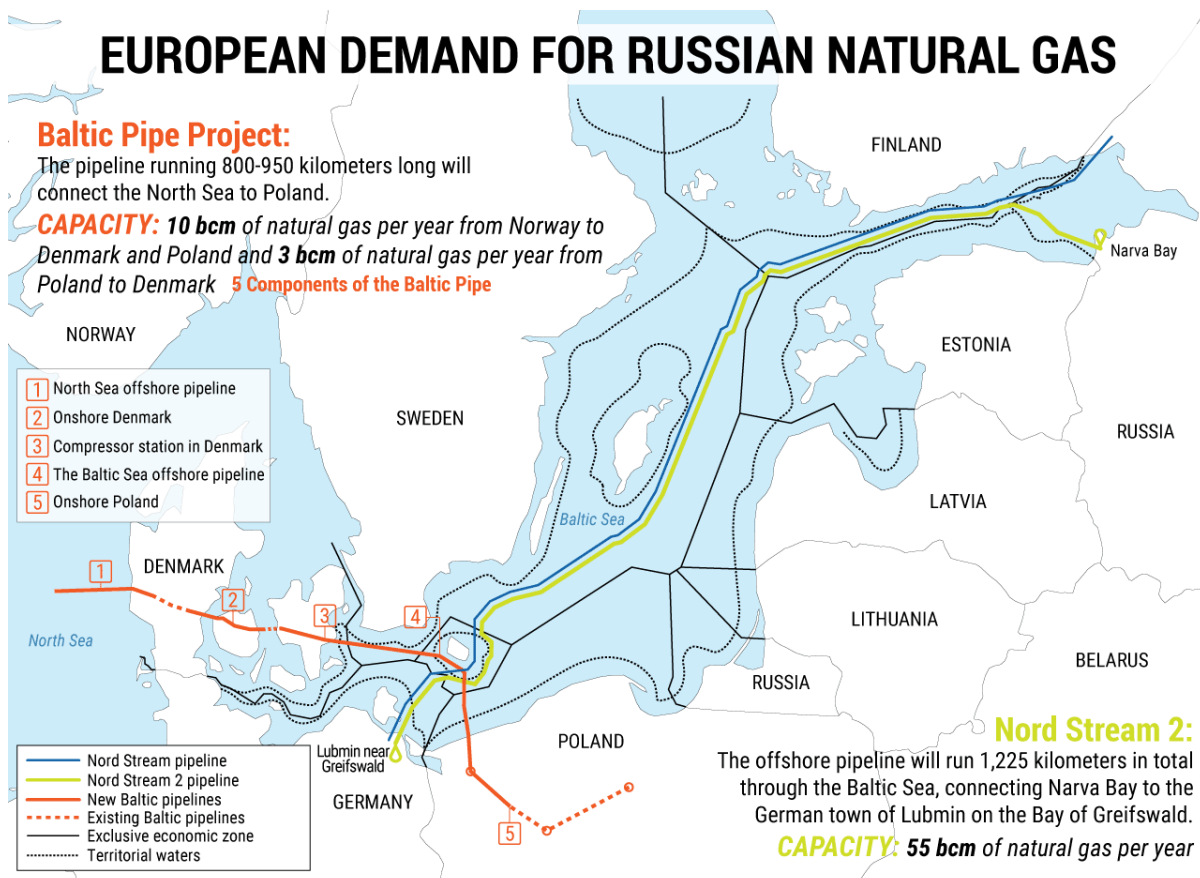 EUROPEAN DEMAND FOR RUSSIAN NATURAL GAS
Baltic Pipe Project:
The pipeline running 800-950 kilometers long will
connect the North Sea to Poland.
CAPACITY: 10 bcm of natural gas per year from Norway to
Denmark and Poland and 3 bcm of natural gas per year from
Poland to Denmark 5 Components of the Baltic Pipe
FINLAND
Narva Bay
NORWAY
ESTONIA
1 North Sea offshore pipeline
2 Onshore Denmark
3 Compressor station in Denmark
4 The Baltic Sea offshore pipeline
5 Onshore Poland
SWEDEN
RUSSIA
LATVIA
Baltic Sea
DENMARK
1
2
3
4
North Sea
LITHUANIA
BELARUS
RUSSIA
POLAND
Lubmin near
Greifswald
GERMANY
5
Nord Stream pipeline
Nord Stream 2 pipeline
New Baltic pipelines
Existing Baltic pipelines
Exclusive economic zone
Territorial waters
Nord Stream 2:
The offshore pipeline will run 1,225 kilometers in total
through the Baltic Sea, connecting Narva Bay to the
German town of Lubmin on the Bay of Greifswald.
CAPACITY: 55 bcm of natural gas per year